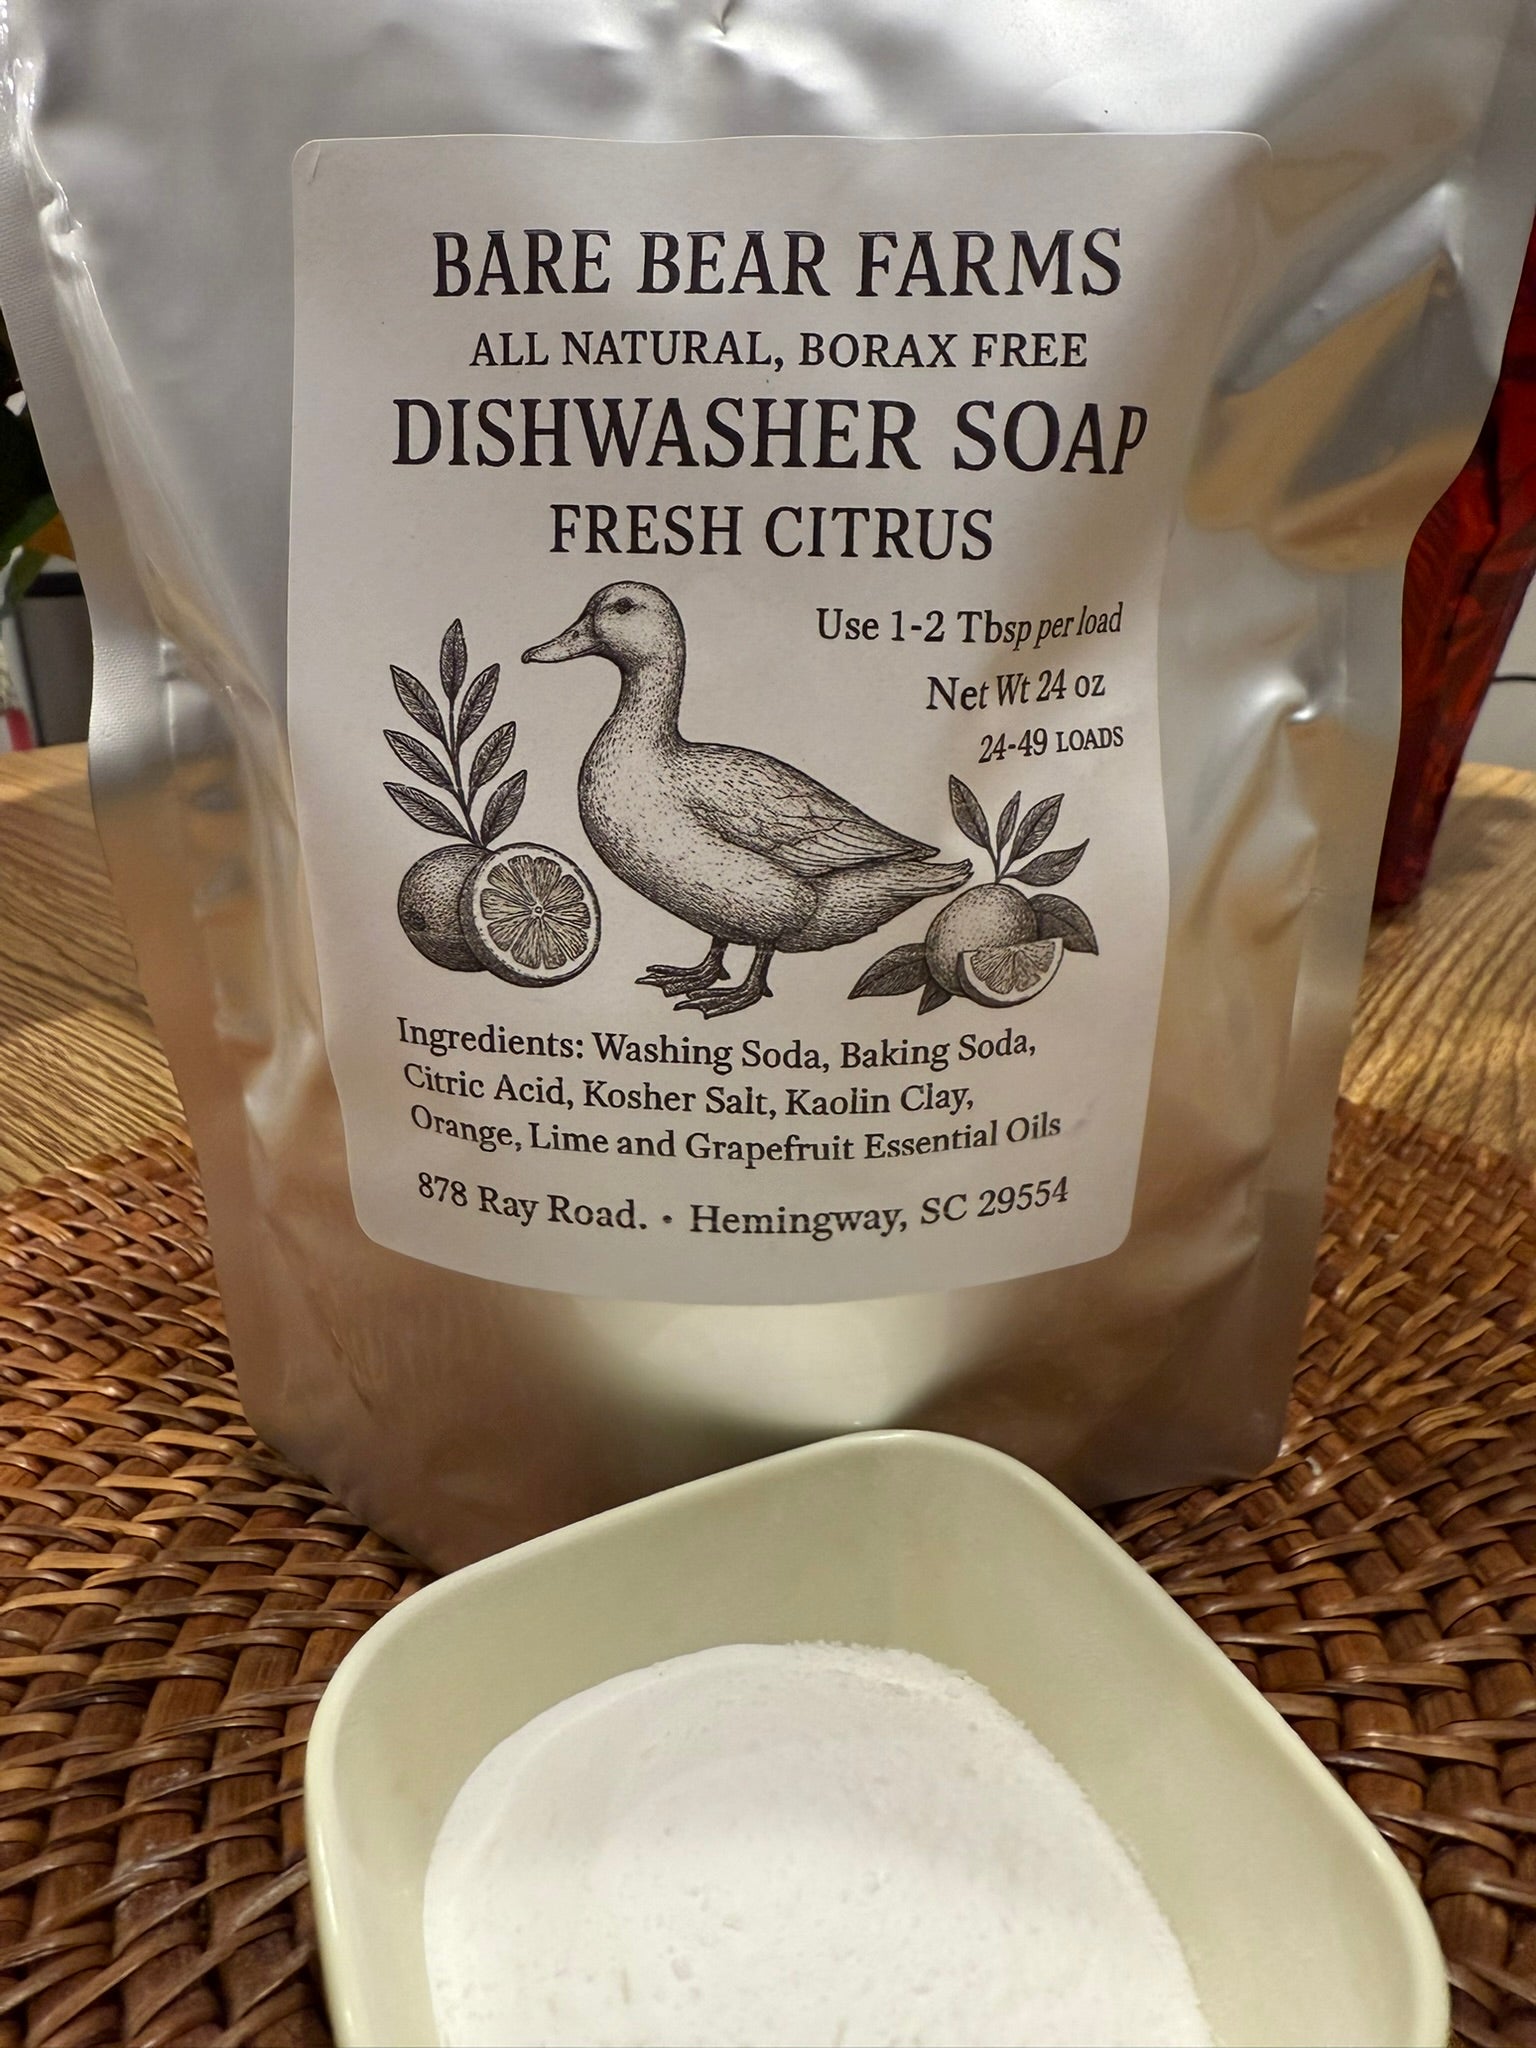 BARE BEAR FARMS
ALL NATURAL, BORAX FREE
DISHWASHER SOAP
FRESH CITRUS
Use 1-2 Tbsp per load
Net Wt 24 oz
24-49 LOADS
Ingredients: Washing Soda, Baking Soda,
Citric Acid, Kosher Salt, Kaolin Clay,
Orange, Lime and Grapefruit Essential Oils
878 Ray Road. • Hemingway, SC 29554